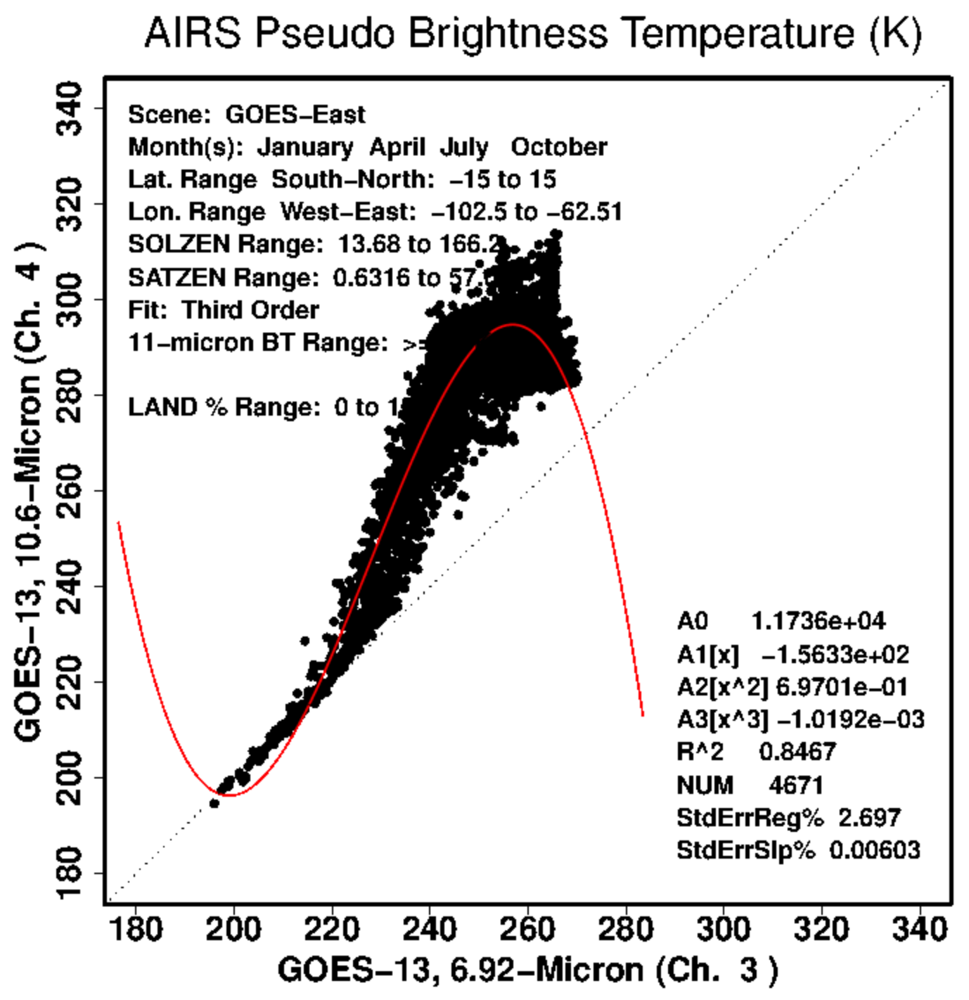 AIRS Pseudo Brightness Temperature (K)
Scene: GOES-East
Month(s): January April July October
Lat. Range South-North: -15 to 15
Lon. Range West-East: -102.5 to -62.51
SOLZEN Range: 13.68 to 166.2
SATZEN Range: 0.6316 to 57.
Fit: Third Order
11-micron BT Range: >=
LAND % Range: 0 to 1
A0 1.1736e+04
A1[x] -1.5633e+02
A2[x^2] 6.9701e-01
A3[x^3] -1.0192e-03
R^2 0.8467
NUM 4671
StdErrReg% 2.697
StdErrSlp% 0.00603
GOES-13, 10.6-Micron (Ch. 4 )
340
320
300
280
260
240
220
200
180
180 200 220 240 260 280 300 320 340
GOES-13, 6.92-Micron (Ch. 3 )